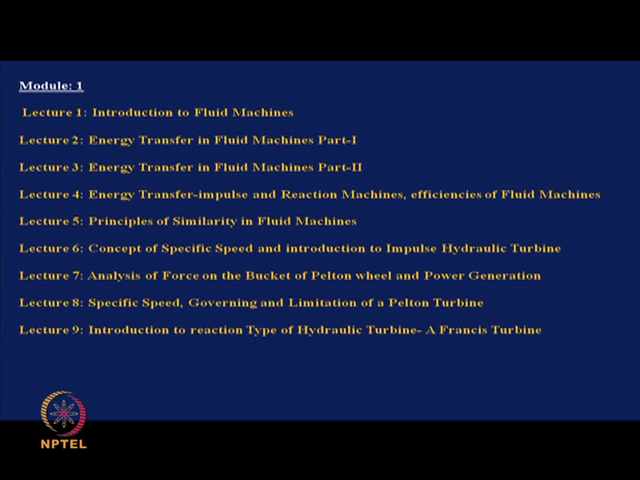 Module: 1
Lecture 1: Introduction to Fluid Machines
Lecture 2: Energy Transfer in Fluid Machines Part-I
Lecture 3: Energy Transfer in Fluid Machines Part-II
Lecture 4: Energy Transfer-impulse and Reaction Machines, efficiencies of Fluid Machines
Lecture 5: Principles of Similarity in Fluid Machines
Lecture 6: Concept of Specific Speed and introduction to Impulse Hydraulic Turbine
Lecture 7: Analysis of Force on the Bucket of Pelton wheel and Power Generation
Lecture 8: Specific Speed, Governing and Limitation of a Pelton Turbine
Lecture 9: Introduction to reaction Type of Hydraulic Turbine- A Francis Turbine
NPTEL